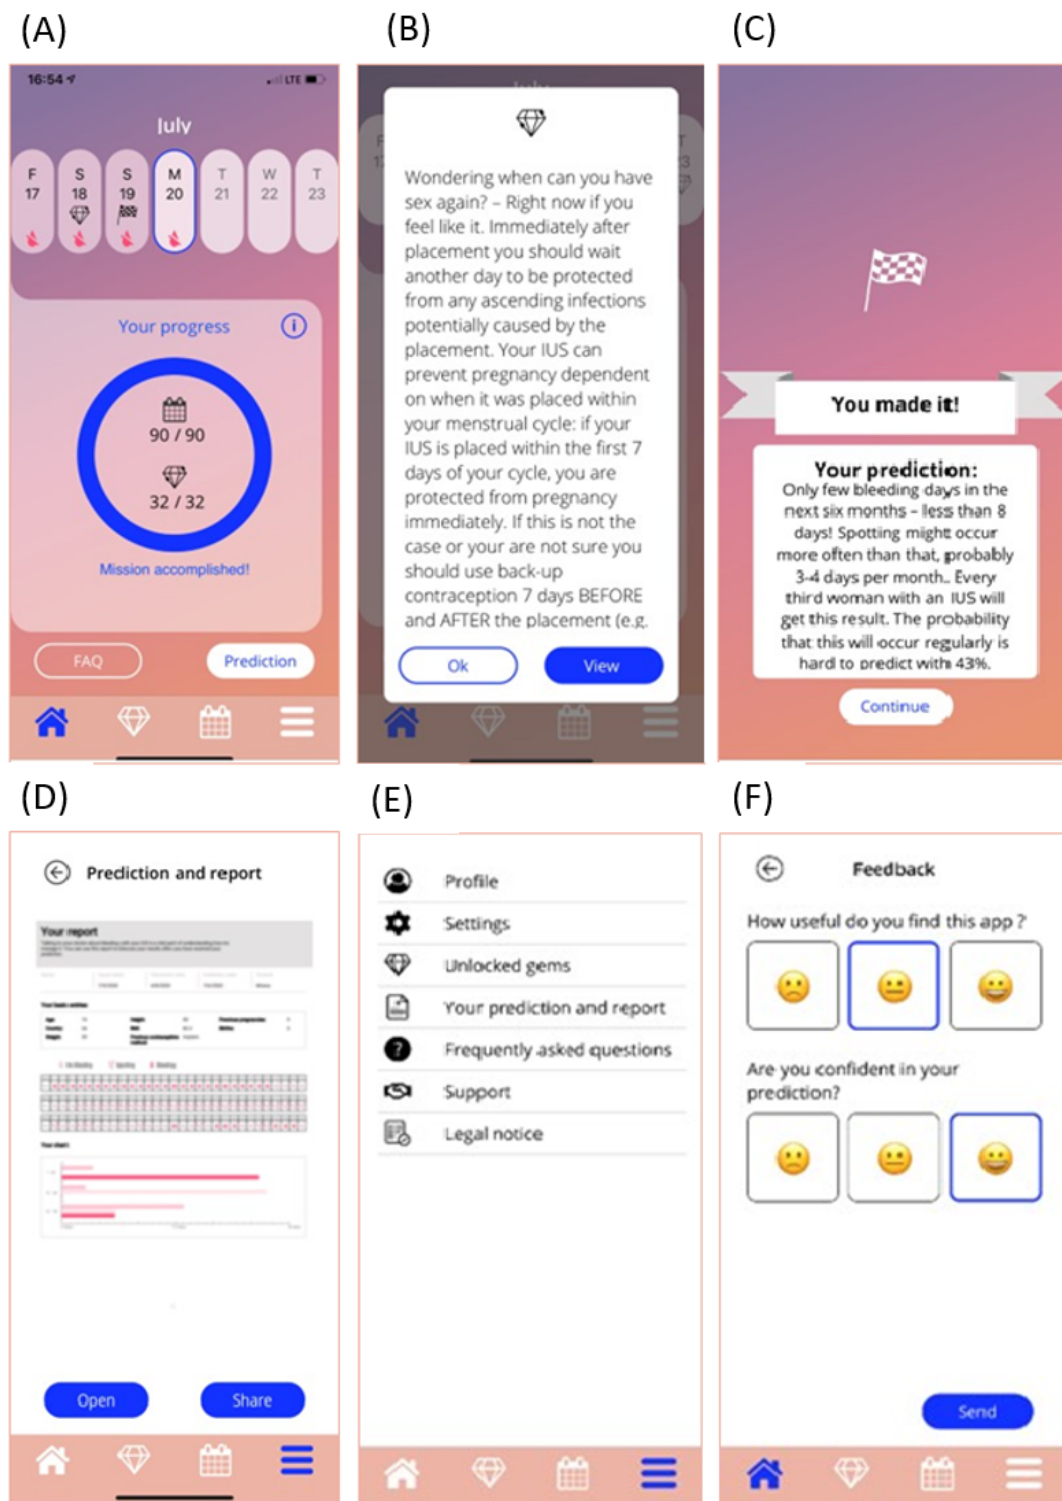 (A)
(B)
(C)
16:54
LTE
July
F
S
S
M
T
W
T
17
18
19
20
21
22
23
Your progress
i
90 / 90
32 / 32
Mission accomplished!
FAQ
Prediction
Wondering when can you have
sex again? – Right now if you
feel like it. Immediately after
placement you should wait
another day to be protected
from any ascending infections
potentially caused by the
placement. Your IUS can
prevent pregnancy dependent
on when it was placed within
your menstrual cycle: if your
IUS is placed within the first 7
days of your cycle, you are
protected from pregnancy
immediately. If this is not the
case or your are not sure you
should use back-up
contraception 7 days BEFORE
and AFTER the placement (e.g.
Ok
View
You made it!
Your prediction:
Only few bleeding days in the
next six months – less than 8
days! Spotting might occur
more often than that, probably
3-4 days per month.. Every
third woman with an IUS will
get this result. The probability
that this will occur regularly is
hard to predict with 43%.
Continue
(D)
(E)
(F)
Prediction and report
Your report
Open
Share
Profile
Settings
Unlocked gems
Your prediction and report
Frequently asked questions
Support
Legal notice
Feedback
How useful do you find this app ?
Are you confident in your
prediction?
Send